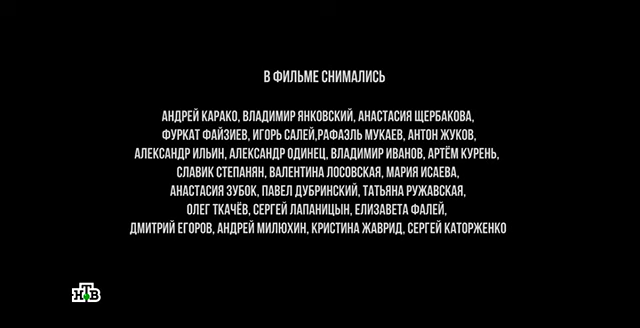 В ФИЛЬМЕ СНИМАЛИСЬ
АНДРЕЙ КАРАКО, ВЛАДИМИР ЯНКОВСКИЙ, АНАСТАСИЯ ЩЕРБАКОВА,
ФУРКАТ ФАЙЗИЕВ, ИГОРЬ САЛЕЙ,РАФАЭЛЬ МУКАЕВ, АНТОН ЖУКОВ,
АЛЕКСАНДР ИЛЬИН, АЛЕКСАНДР ОДИНЕЦ, ВЛАДИМИР ИВАНОВ, АРТЁМ КУРЕНЬ,
СЛАВИК СТЕПАНЯН, ВАЛЕНТИНА ЛОСОВСКАЯ, МАРИЯ ИСАЕВА,
АНАСТАСИЯ ЗУБОК, ПАВЕЛ ДУБРИНСКИЙ, ТАТЬЯНА РУЖАВСКАЯ,
ОЛЕГ ТКАЧЁВ, СЕРГЕЙ ЛАПАНИЦЫН, ЕЛИЗАВЕТА ФАЛЕЙ,
ДМИТРИЙ ЕГОРОВ, АНДРЕЙ МИЛЮХИН, КРИСТИНА ЖАВРИД, СЕРГЕЙ КАТОРЖЕНКО
НТВ